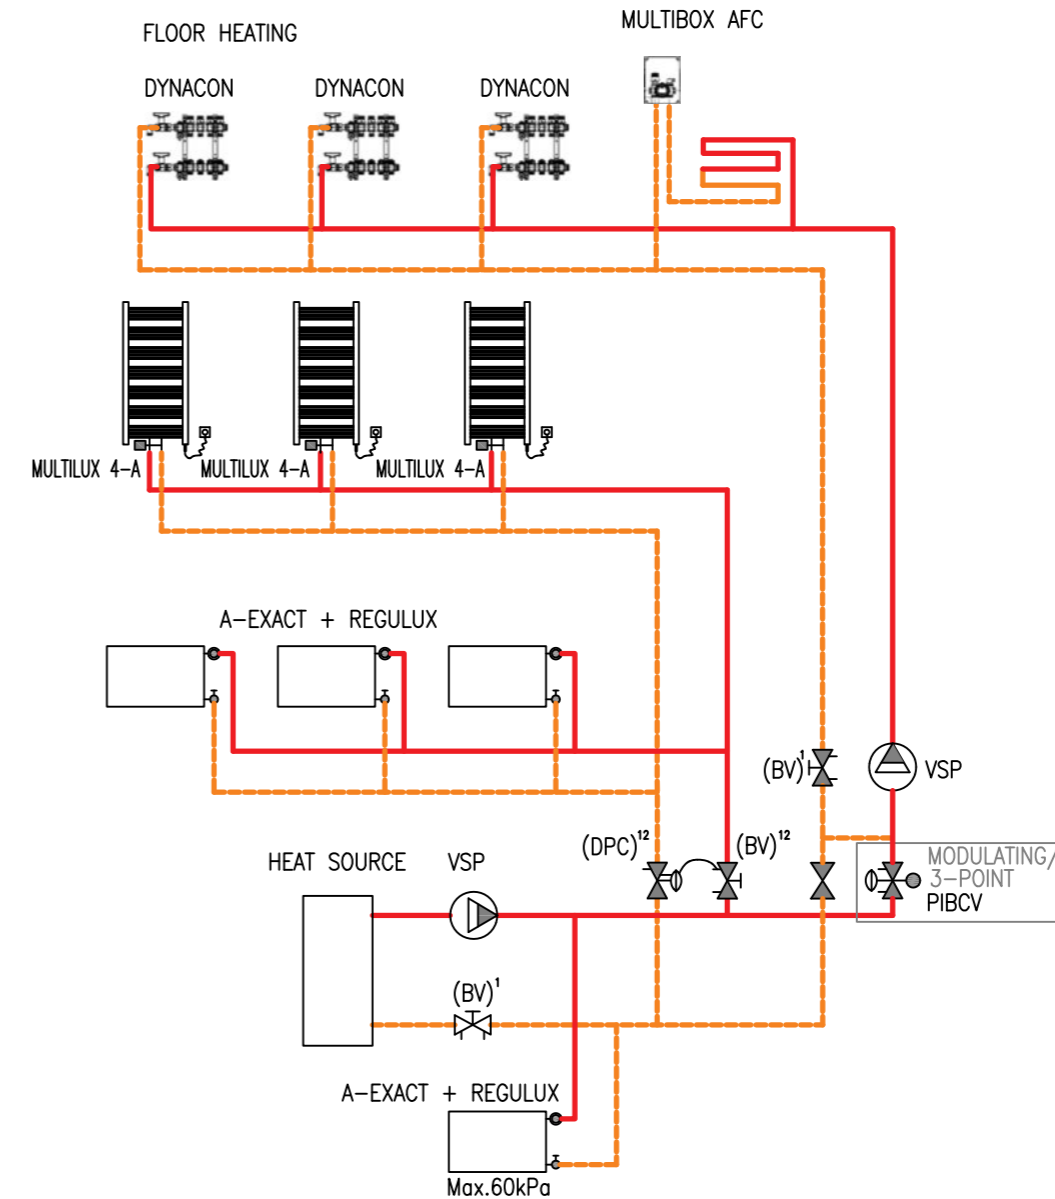 MULTIBOX AFC
FLOOR HEATING
DYNACON
DYNACON
DYNACON
MULTILUX 4-A
MULTILUX 4-A
MULTILUX 4-A
A-EXACT + REGULUX
(BV)¹
VSP
(DPC)¹²
(BV)¹²
HEAT SOURCE
VSP
MODULATING/
3-POINT
PIBCV
(BV)¹
A-EXACT + REGULUX
Max.60kPa